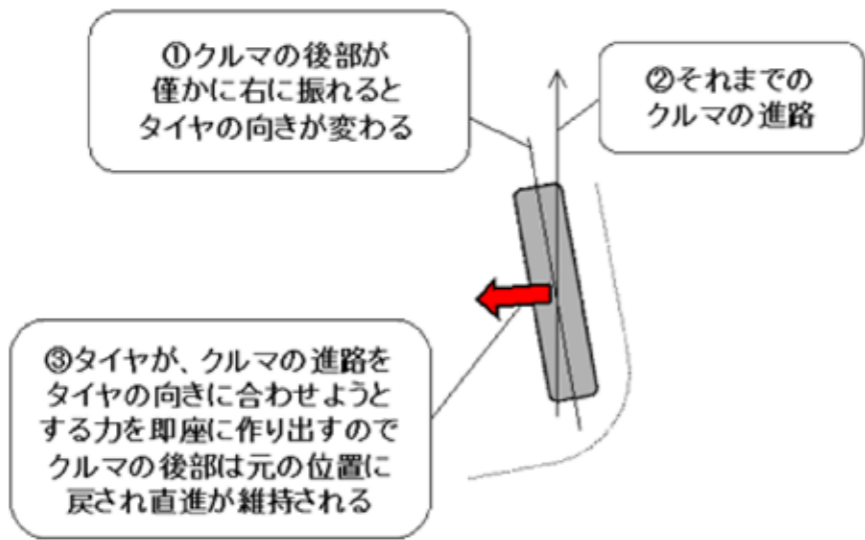 ①クルマの後部が
僅かに右に振れると
タイヤの向きが変わる
②それまでの
クルマの進路
③タイヤが、クルマの進路を
タイヤの向きに合わせようと
する力を即座に作り出すので
クルマの後部は元の位置に
戻され直進が維持される